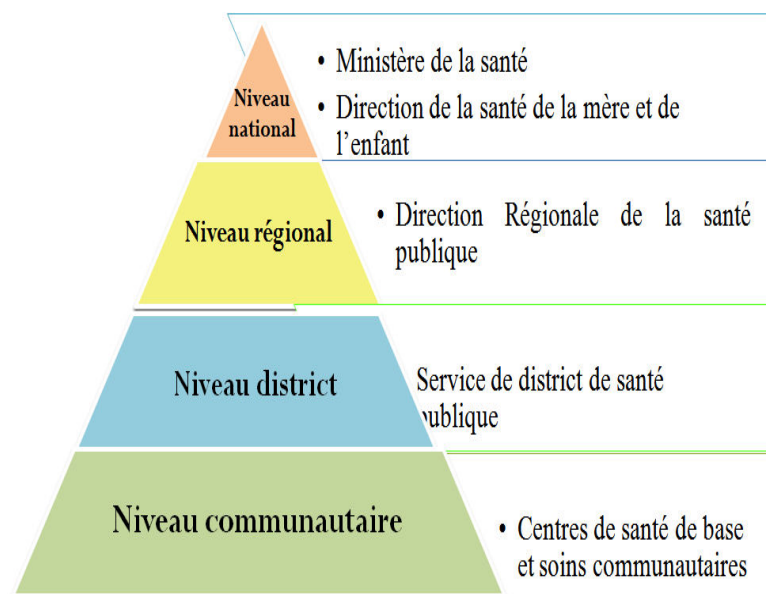 Niveau
national
• Ministère de la santé
• Direction de la santé de la mère et de
l’enfant
Niveau régional
• Direction Régionale de la santé
publique
Niveau district
Service de district de santé
publique
Niveau communautaire
• Centres de santé de base
et soins communautaires